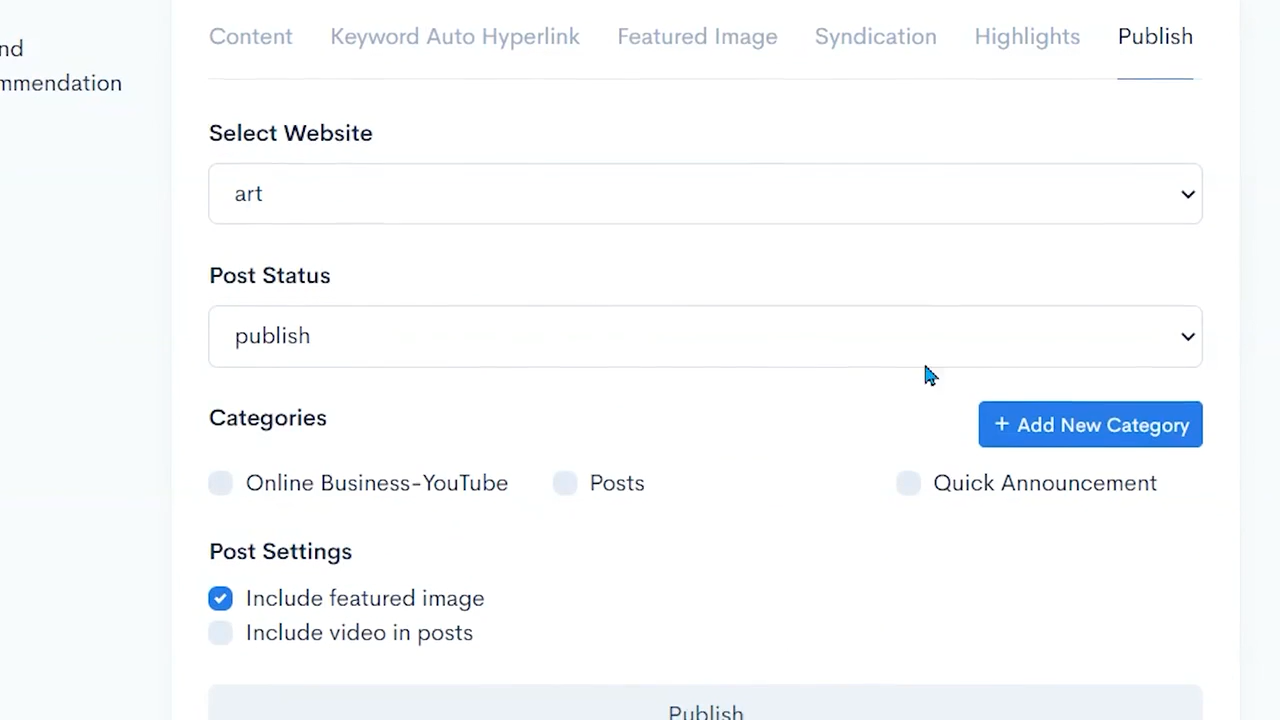 nd
mmendation
Content Keyword Auto Hyperlink Featured Image Syndication Highlights Publish
Select Website
art
Post Status
publish
Categories
+ Add New Category
Online Business-YouTube Posts Quick Announcement
Post Settings
Include featured image
Include video in posts
Publish